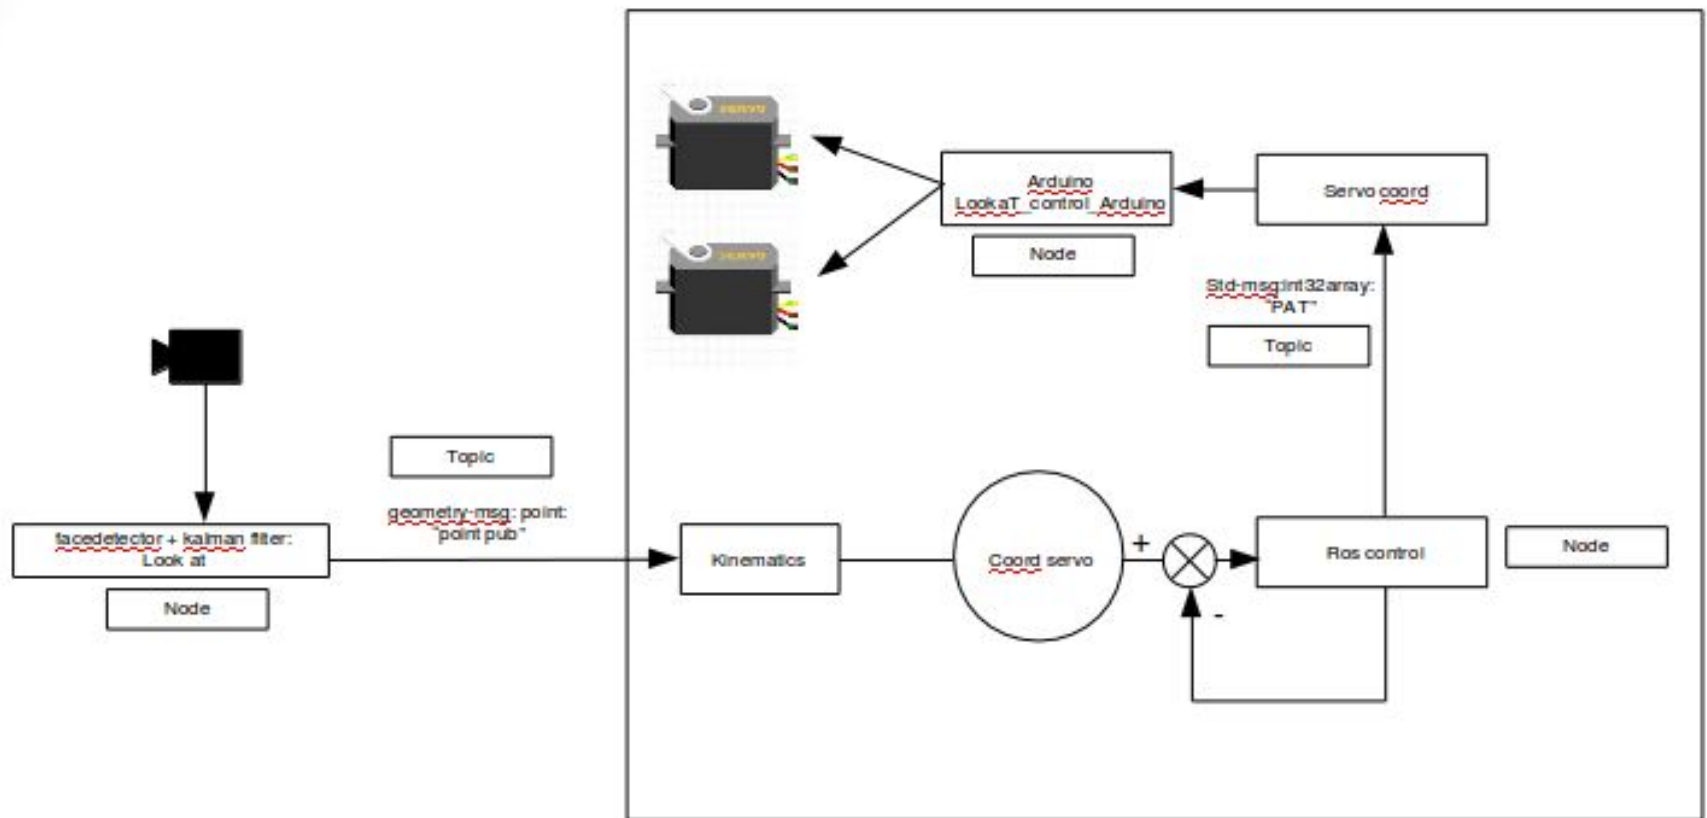 Arduino
LookaT_control_Arduino
Node
Servo coord
Std-msg:int32array:
"PAT"
Topic
Topic
geometry-msg: point:
"point pub"
facedetector + kalman filter:
Look at
Node
Kinematics
Coord servo
+
-
Ros control
Node